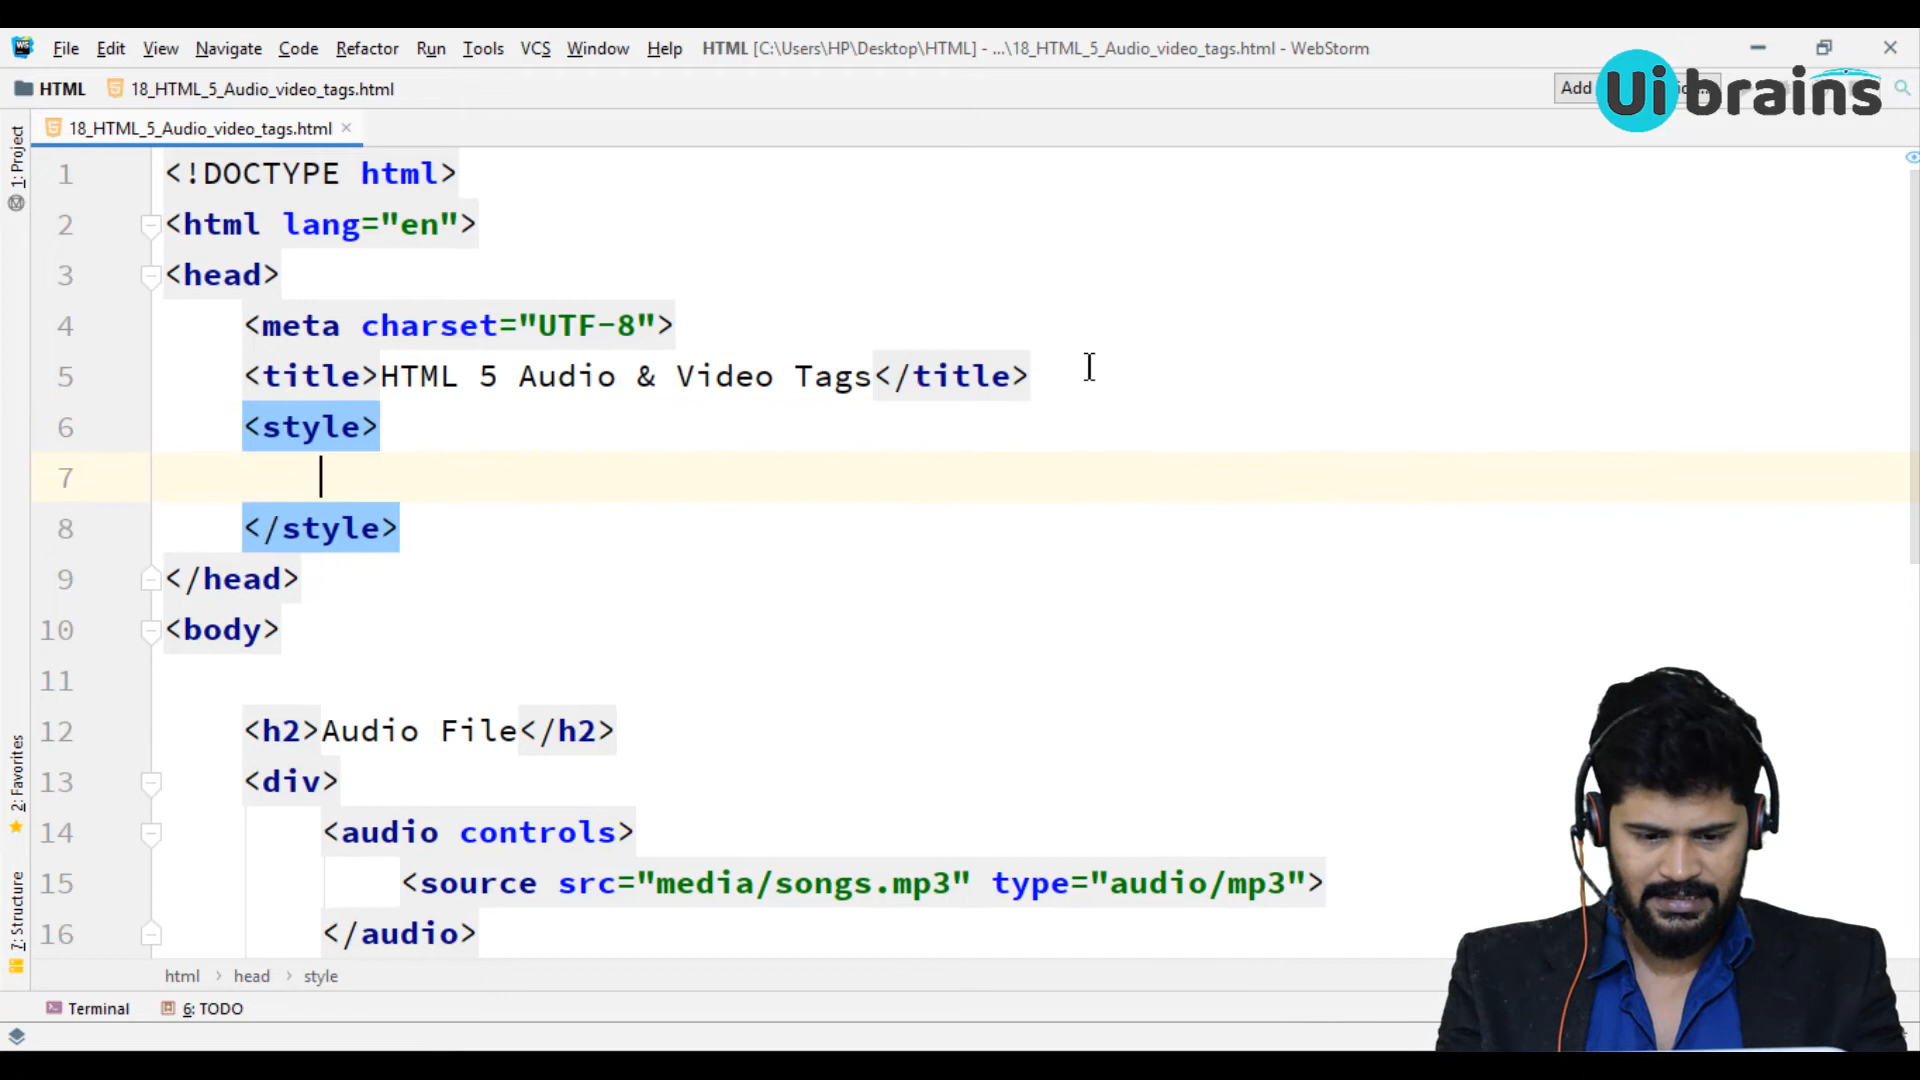 File Edit View Navigate Code Refactor Run Tools VCS Window Help HTML [C:\Users\HP\Desktop\HTML] - ...\18_HTML_5_Audio_video_tags.html - WebStorm
HTML 18_HTML_5_Audio_video_tags.html Add
Ui brains
18_HTML_5_Audio_video_tags.html
1: Project
1 <!DOCTYPE html>
2 <html lang="en">
3 <head>
4 <meta charset="UTF-8">
5 <title>HTML 5 Audio & Video Tags</title>
6 <style>
7
8 </style>
9 </head>
10 <body>
11
12 <h2>Audio File</h2>
13 <div>
14 <audio controls>
15 <source src="media/songs.mp3" type="audio/mp3">
16 </audio>
2: Favorites
7: Structure
html > head > style
Terminal 6: TODO